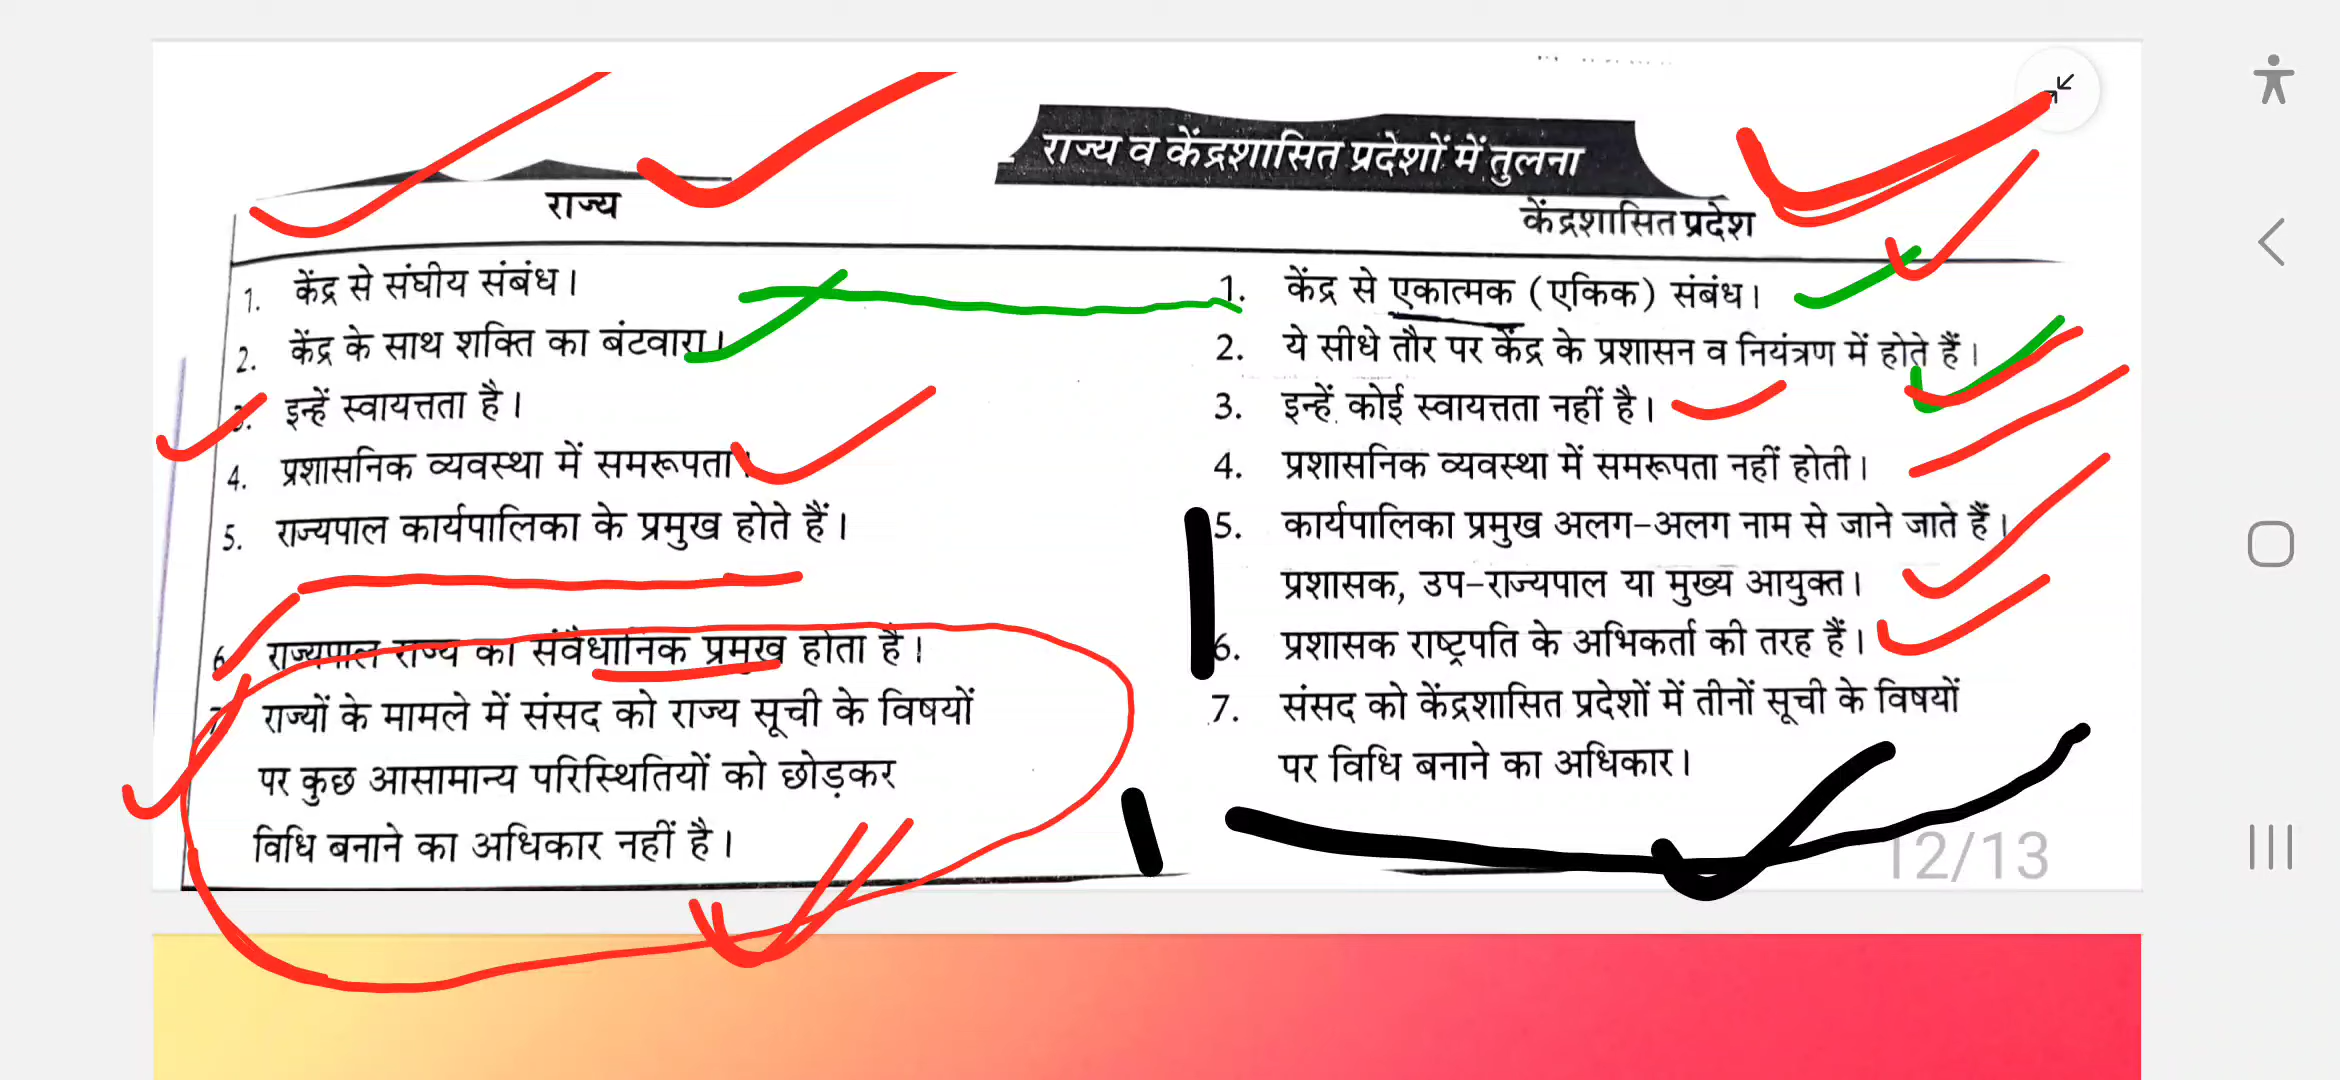 राज्य व केंद्रशासित प्रदेशों में तुलना
राज्य
केंद्रशासित प्रदेश
1. केंद्र से संघीय संबंध।
2. केंद्र के साथ शक्ति का बंटवारा।
3. इन्हें स्वायत्तता है।
4. प्रशासनिक व्यवस्था में समरूपता।
5. राज्यपाल कार्यपालिका के प्रमुख होते हैं।
6. राज्यपाल राज्य का संवैधानिक प्रमुख होता है।
7. राज्यों के मामले में संसद को राज्य सूची के विषयों
पर कुछ आसामान्य परिस्थितियों को छोड़कर
विधि बनाने का अधिकार नहीं है।
1. केंद्र से एकात्मक (एकिक) संबंध।
2. ये सीधे तौर पर केंद्र के प्रशासन व नियंत्रण में होते हैं।
3. इन्हें कोई स्वायत्तता नहीं है।
4. प्रशासनिक व्यवस्था में समरूपता नहीं होती।
5. कार्यपालिका प्रमुख अलग-अलग नाम से जाने जाते हैं।
प्रशासक, उप-राज्यपाल या मुख्य आयुक्त।
6. प्रशासक राष्ट्रपति के अभिकर्ता की तरह हैं।
7. संसद को केंद्रशासित प्रदेशों में तीनों सूची के विषयों
पर विधि बनाने का अधिकार।
12/13